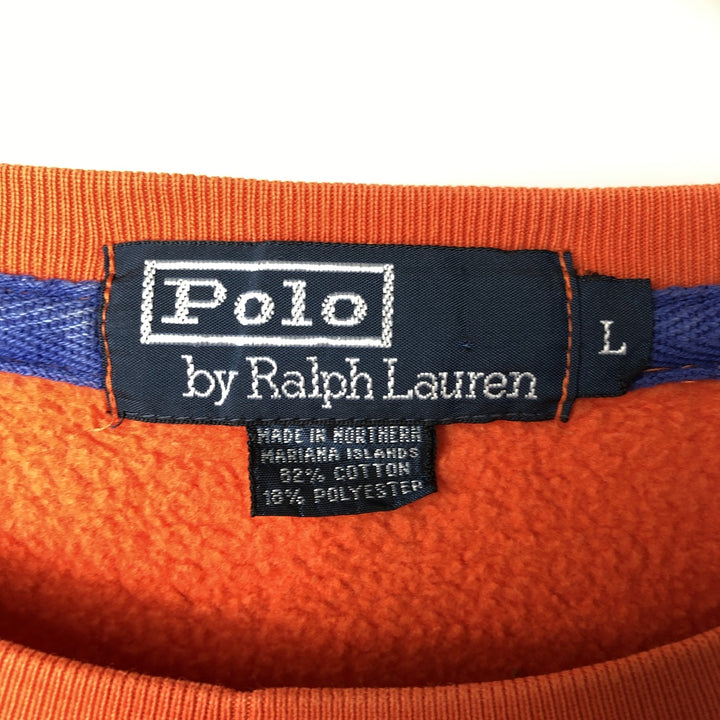 Polo
by Ralph Lauren
L
MADE IN NORTHERN
MARIANA ISLANDS
82% COTTON
18% POLYESTER